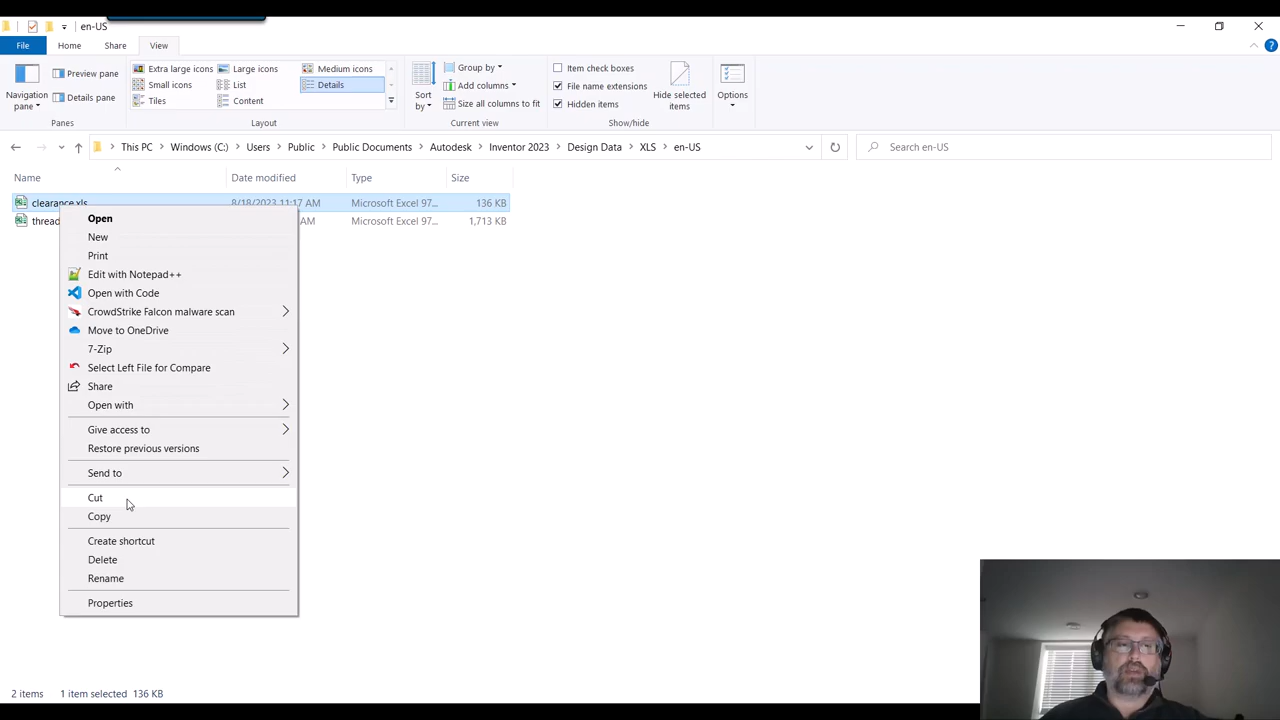 en-US
File
Home
Share
View
Navigation pane
Preview pane
Details pane
Panes
Extra large icons
Large icons
Medium icons
Small icons
List
Details
Tiles
Content
Layout
Sort by
Group by
Add columns
Size all columns to fit
Current view
Item check boxes
File name extensions
Hidden items
Hide selected items
Show/hide
Options
This PC > Windows (C:) > Users > Public > Public Documents > Autodesk > Inventor 2023 > Design Data > XLS > en-US
Search en-US
Name
Date modified
Type
Size
clearance.xls
8/18/2023 11:17 AM
Microsoft Excel 97...
136 KB
thread
AM
Microsoft Excel 97...
1,713 KB
Open
New
Print
Edit with Notepad++
Open with Code
CrowdStrike Falcon malware scan
Move to OneDrive
7-Zip
Select Left File for Compare
Share
Open with
Give access to
Restore previous versions
Send to
Cut
Copy
Create shortcut
Delete
Rename
Properties
2 items
1 item selected 136 KB